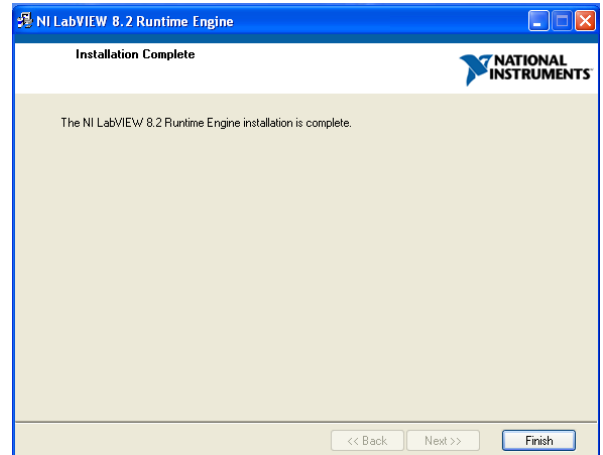 NI LabVIEW 8.2 Runtime Engine
Installation Complete
NATIONAL
INSTRUMENTS
The NI LabVIEW 8.2 Runtime Engine installation is complete.
<< Back Next >> Finish